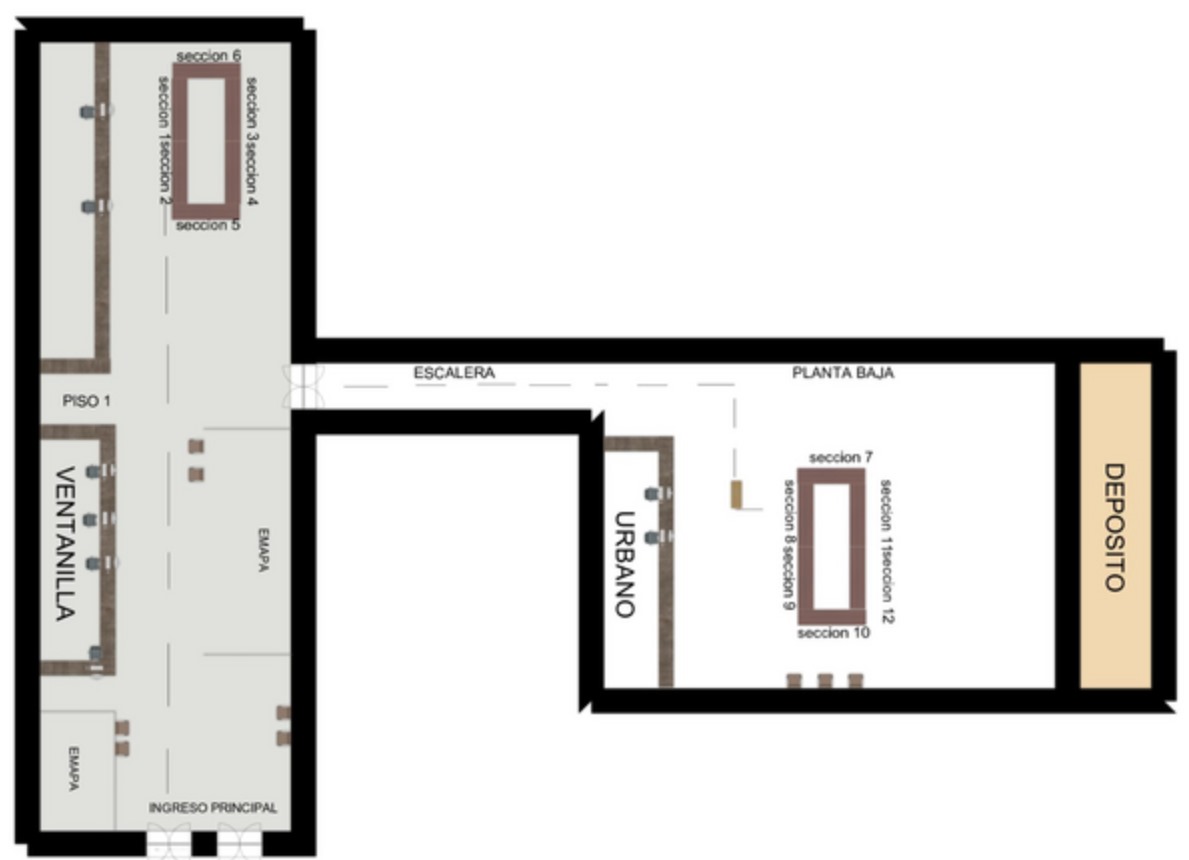 seccion 6
seccion 1
seccion 2
seccion 3
seccion 4
seccion 5
ESCALERA
PLANTA BAJA
PISO 1
VENTANILLA
EMAPA
URBANO
seccion 7
seccion 8
seccion 9
seccion 11
seccion 12
seccion 10
DEPOSITO
EMAPA
INGRESO PRINCIPAL